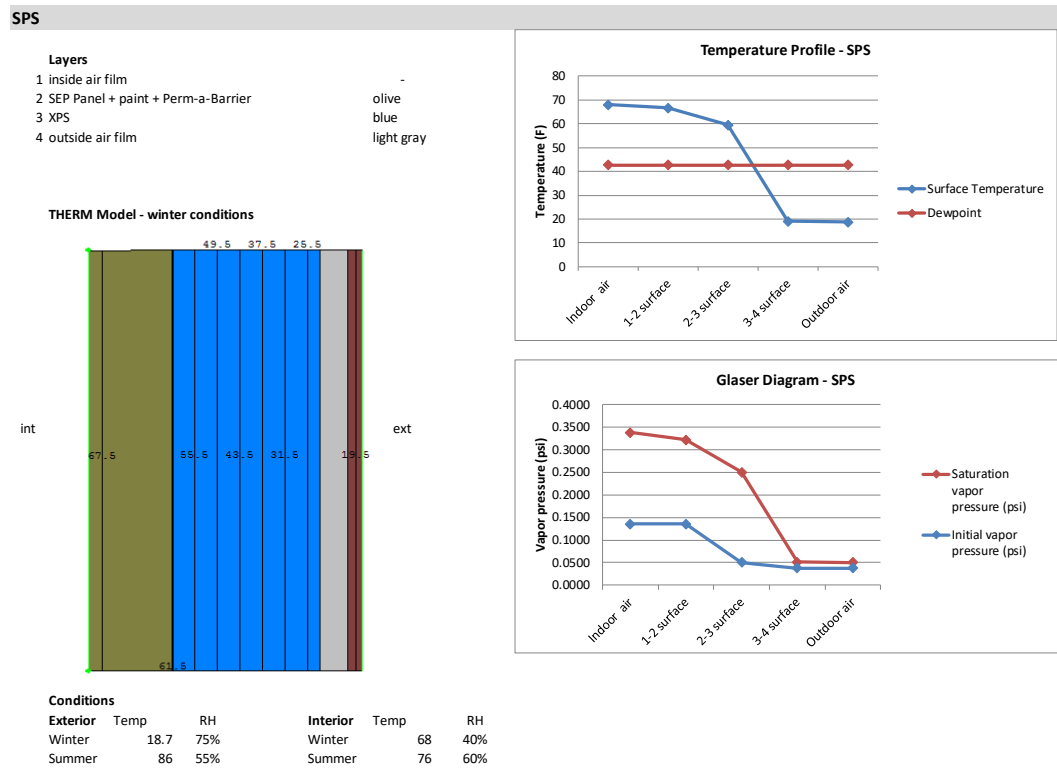 SPS
Layers
1 inside air film -
2 SEP Panel + paint + Perm-a-Barrier olive
3 XPS blue
4 outside air film light gray
THERM Model - winter conditions
49.5 37.5 25.5
int
67.5 55.5 43.5 31.5 19.5
ext
61.5
Conditions
Exterior Temp RH Interior Temp RH
Winter 18.7 75% Winter 68 40%
Summer 86 55% Summer 76 60%
Temperature Profile - SPS
Temperature (F)
80
70
60
50
40
30
20
10
0
Indoor air
1-2 surface
2-3 surface
3-4 surface
Outdoor air
Surface Temperature
Dewpoint
Glaser Diagram - SPS
Vapor pressure (psi)
0.4000
0.3500
0.3000
0.2500
0.2000
0.1500
0.1000
0.0500
0.0000
Indoor air
1-2 surface
2-3 surface
3-4 surface
Outdoor air
Saturation
vapor
pressure (psi)
Initial vapor
pressure (psi)